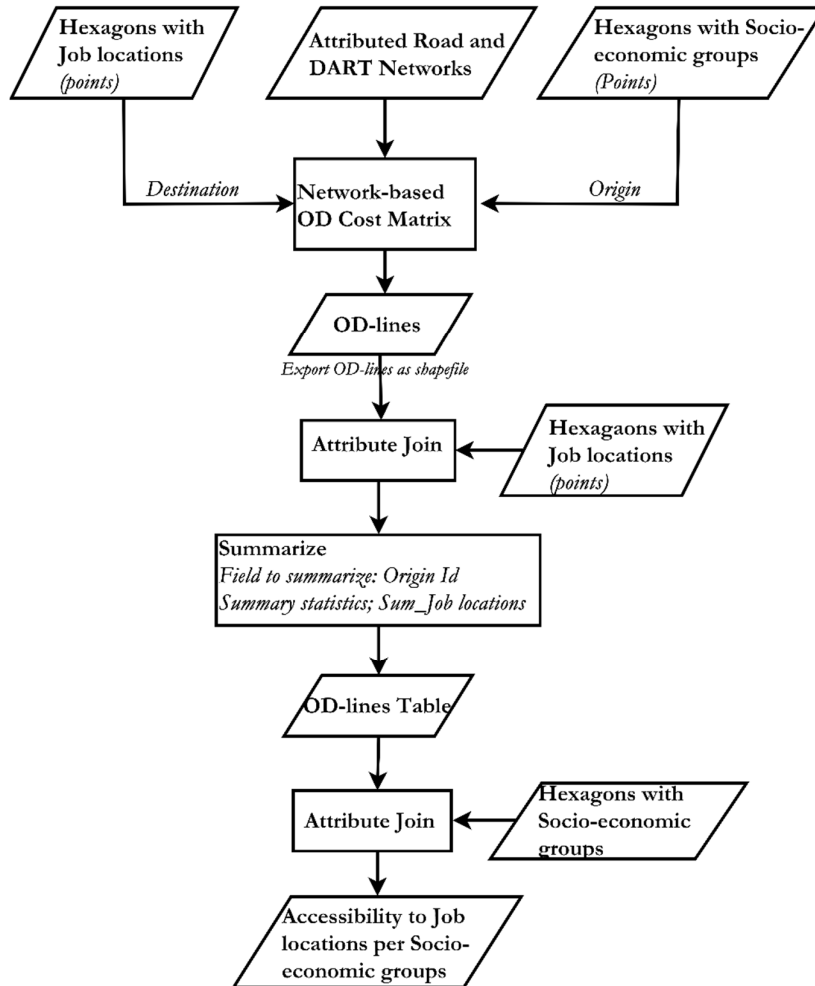 Hexagons with
Job locations
(points)
Attributed Road and
DART Networks
Hexagons with Socio-
economic groups
(Points)
Destination
Network-based
OD Cost Matrix
Origin
OD-lines
Export OD-lines as shapefile
Attribute Join
Hexagaons with
Job locations
(points)
Summarize
Field to summarize: Origin Id
Summary statistics; Sum_Job locations
OD-lines Table
Attribute Join
Hexagons with
Socio-economic
groups
Accessibility to Job
locations per Socio-
economic groups